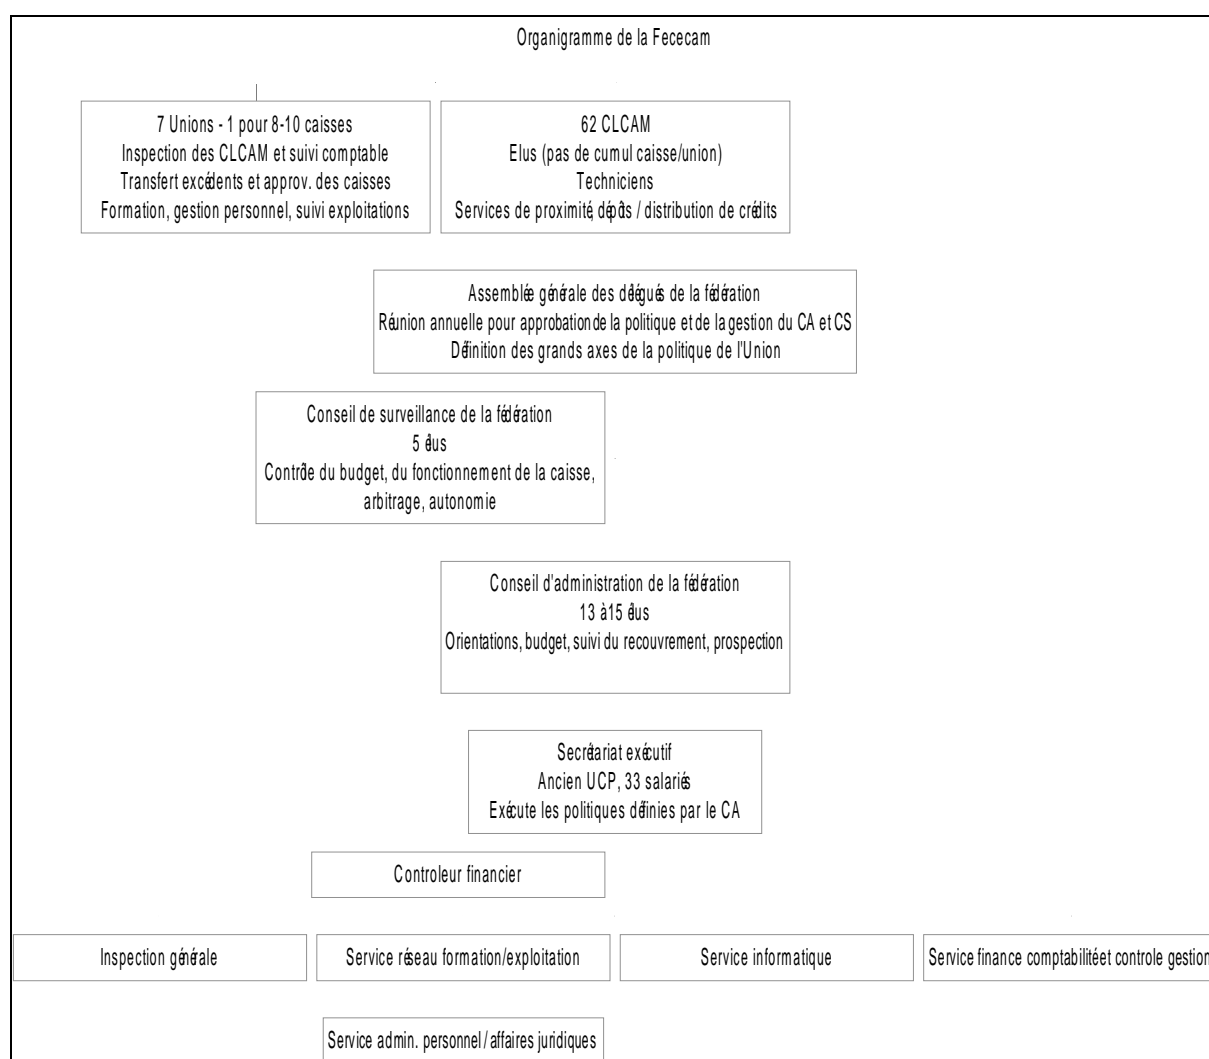 Organigramme de la Fececam
7 Unions - 1 pour 8-10 caisses
Inspection des CLCAM et suivi comptable
Transfert excédents et approv. des caisses
Formation, gestion personnel, suivi exploitations
62 CLCAM
Elus (pas de cumul caisse/union)
Techniciens
Services de proximité, dépôts / distribution de crédits
Assemblée générale des délégués de la fédération
Réunion annuelle pour approbation de la politique et de la gestion du CA et CS
Définition des grands axes de la politique de l'Union
Conseil de surveillance de la fédération
5 élus
Contrôle du budget, du fonctionnement de la caisse,
arbitrage, autonomie
Conseil d'administration de la fédération
13 à 15 élus
Orientations, budget, suivi du recouvrement, prospection
Secrétariat exécutif
Ancien UCP, 33 salariés
Exécute les politiques définies par le CA
Controleur financier
Inspection générale
Service réseau formation/exploitation
Service informatique
Service finance comptabilité et controle gestion
Service admin. personnel / affaires juridiques